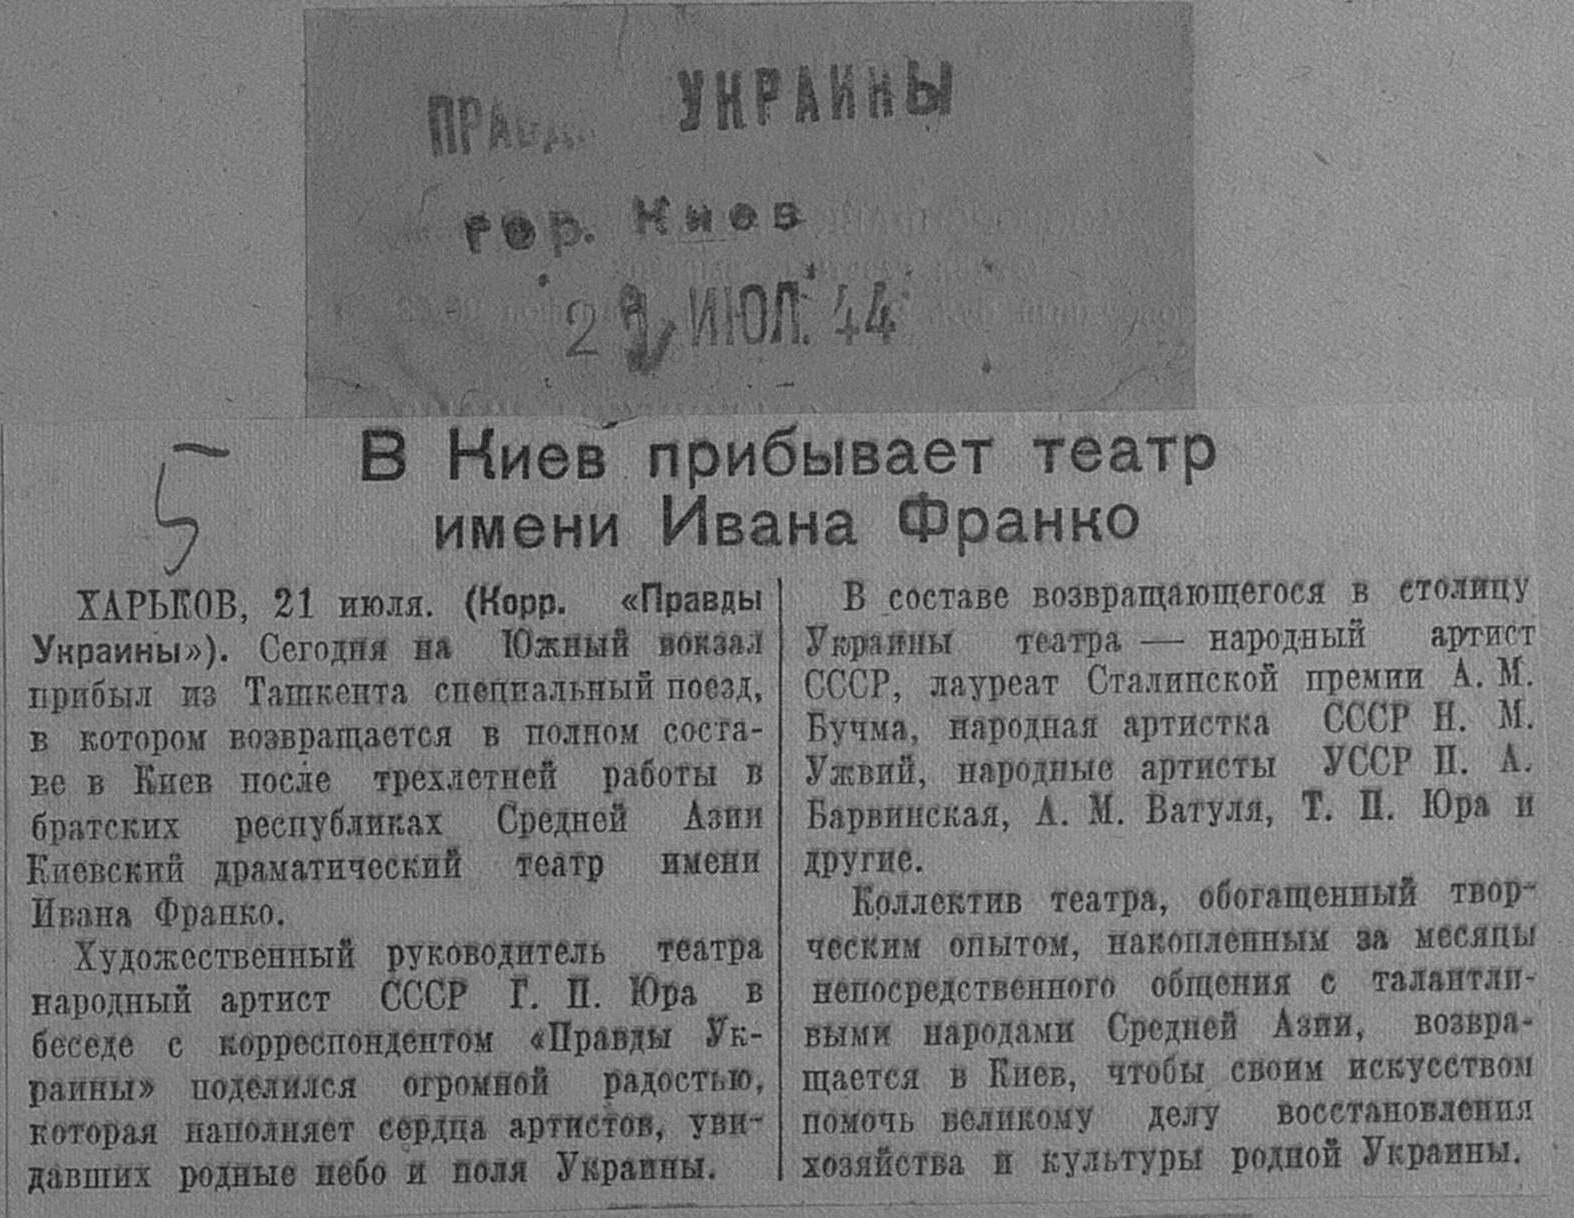 ПРАВДА УКРАИНЫ
гор. Киев
22 ИЮЛ. 44
5
В Киев прибывает театр
имени Ивана Франко
ХАРЬКОВ, 21 июля. (Корр. «Правды
Украины»). Сегодня на Южный вокзал
прибыл из Ташкента специальный поезд,
в котором возвращается в полном соста-
ве в Киев после трехлетней работы в
братских республиках Средней Азии
Киевский драматический театр имени
Ивана Франко.
Художественный руководитель театра
народный артист СССР Г. П. Юра в
беседе с корреспондентом «Правды Ук-
раины» поделился огромной радостью,
которая наполняет сердца артистов, уви-
давших родные небо и поля Украины.
В составе возвращающегося в столицу
Украины театра — народный артист
СССР, лауреат Сталинской премии А. М.
Бучма, народная артистка СССР Н. М.
Ужвий, народные артисты УССР П. А.
Барвинская, А. М. Ватуля, Т. П. Юра и
другие.
Коллектив театра, обогащенный твор-
ческим опытом, накопленным за месяцы
непосредственного общения с талантли-
выми народами Средней Азии, возвра-
щается в Киев, чтобы своим искусством
помочь великому делу восстановления
хозяйства и культуры родной Украины.